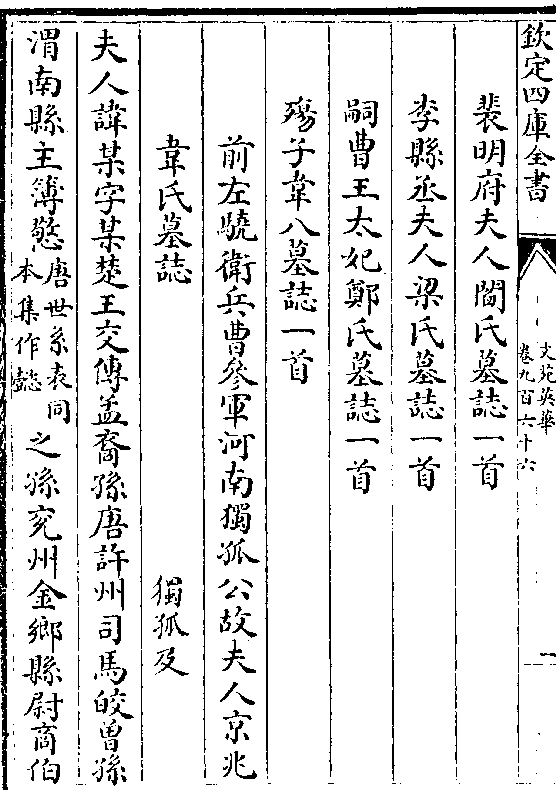 欽定四庫全書
文苑英華
卷九百六十六
一
裴明府夫人閻氏墓誌一首
李縣丞夫人梁氏墓誌一首
嗣曹王太妃鄭氏墓誌一首
殤子韋八墓誌一首
前左驍衛兵曹叅軍河南獨孤公故夫人京兆
韋氏墓誌
獨孤及
夫人諱某字某楚王交傅孟裔孫唐許州司馬皎曽孫
渭南縣主簿憗唐世系表同本集作懿之孫兖州金鄉縣尉商伯